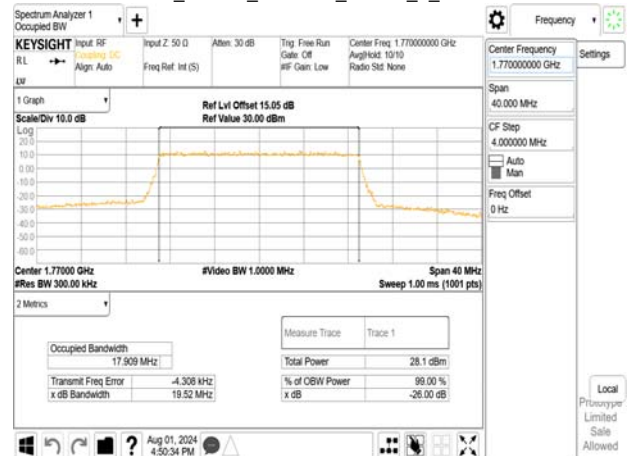 Spectrum Analyzer 1
Occupied BW
Frequency
KEYSIGHT
R L
Input: RF
Coupling: DC
Align: Auto
Input Z: 50 Ω
Freq Ref: Int (S)
Atten: 30 dB
Trig: Free Run
Gate: Off
#IF Gain: Low
Center Freq: 1.770000000 GHz
Avg|Hold: 10/10
Radio Std: None
Center Frequency
1.770000000 GHz
Settings
Span
40.000 MHz
CF Step
4.000000 MHz
Auto
Man
Freq Offset
0 Hz
1 Graph
Scale/Div 10.0 dB
Ref Lvl Offset 15.05 dB
Ref Value 30.00 dBm
Log
20.0
10.0
0.00
-10.0
-20.0
-30.0
-40.0
-50.0
-60.0
Center 1.77000 GHz
#Res BW 300.00 kHz
#Video BW 1.0000 MHz
Span 40 MHz
Sweep 1.00 ms (1001 pts)
2 Metrics
Occupied Bandwidth
17.909 MHz
Transmit Freq Error -4.308 kHz
x dB Bandwidth 19.52 MHz
Measure Trace Trace 1
Total Power 28.1 dBm
% of OBW Power 99.00 %
x dB -26.00 dB
Local
Prototype
Limited
Sale
Allowed
?
Aug 01, 2024
4:50:34 PM